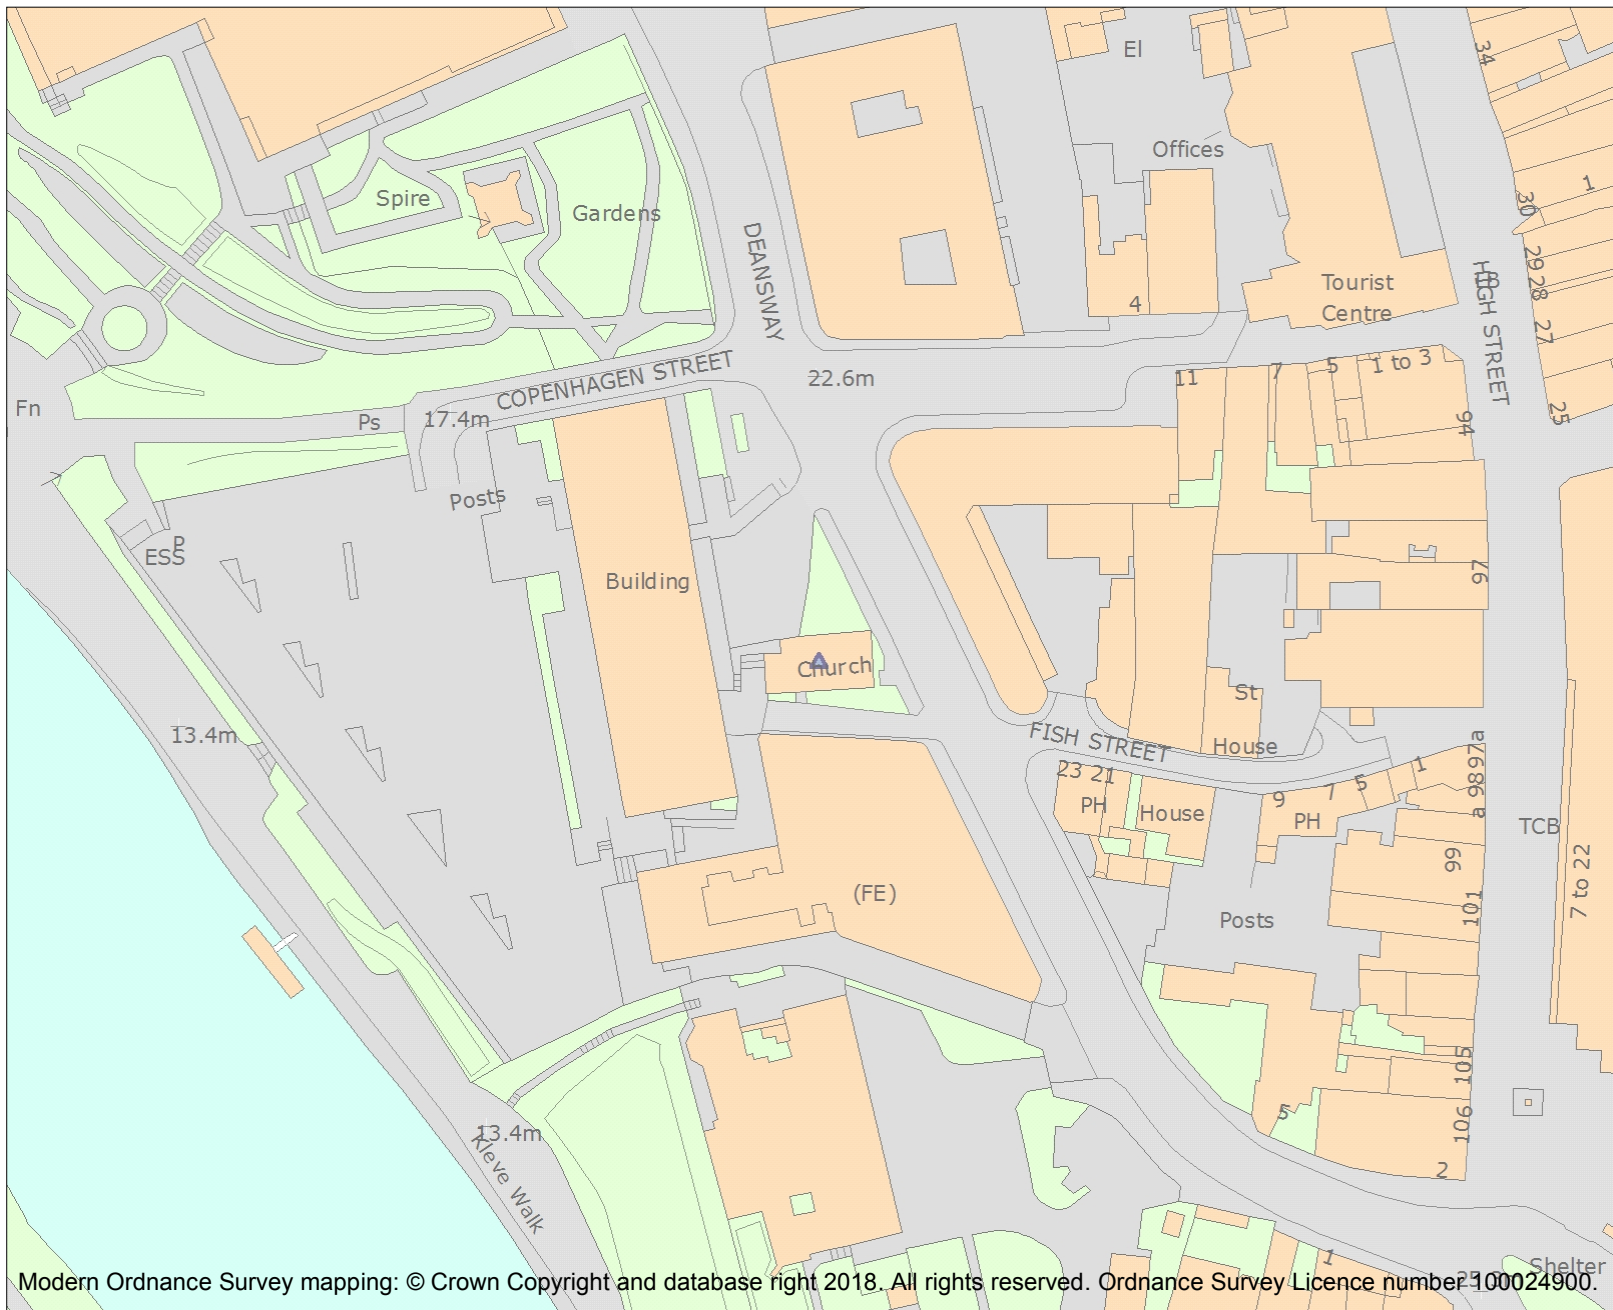 El
34
Offices
1
Spire
Gardens
30
DEANSWAY
29
28
Tourist
Centre
HIGH STREET
4
27
COPENHAGEN STREET
22.6m
11
7
5
1 to 3
25
94
Fn
Ps
17.4m
Posts
P
ESS
Building
97
Church
St
House
13.4m
FISH STREET
97a
98
a
23 21
PH
House
9
7
5
1
PH
TCB
99
7 to 22
(FE)
101
Posts
105
5
106
13.4m
Kleve Walk
2
1
Shelter
Modern Ordnance Survey mapping: © Crown Copyright and database right 2018. All rights reserved. Ordnance Survey Licence number 100024900.